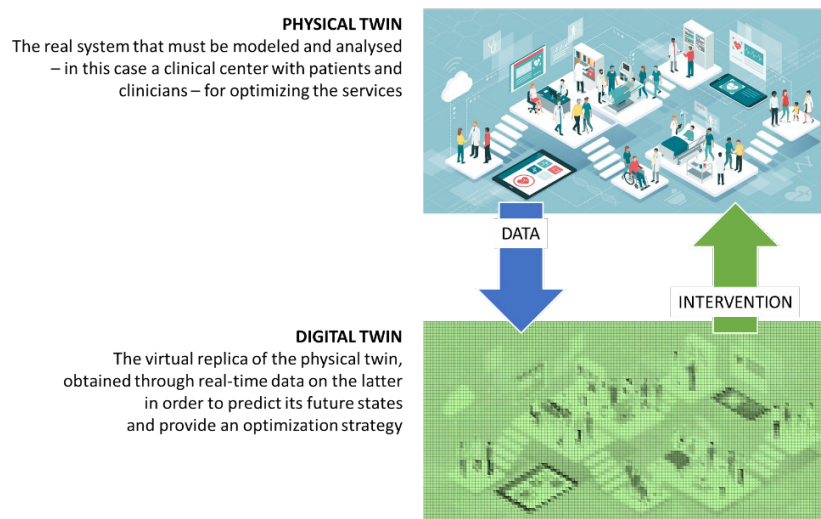 PHYSICAL TWIN
The real system that must be modeled and analysed
– in this case a clinical center with patients and
clinicians – for optimizing the services
DATA
INTERVENTION
DIGITAL TWIN
The virtual replica of the physical twin,
obtained through real-time data on the latter
in order to predict its future states
and provide an optimization strategy